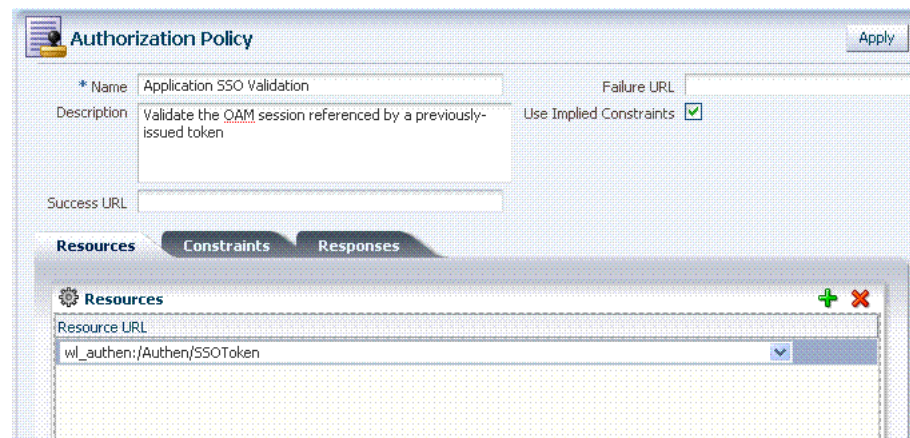 Authorization Policy
Apply
* Name Application SSO Validation
Failure URL
Description Validate the OAM session referenced by a previously-
issued token
Use Implied Constraints
Success URL
Resources Constraints Responses
Resources
Resource URL
wl_authen:/Authen/SSOToken